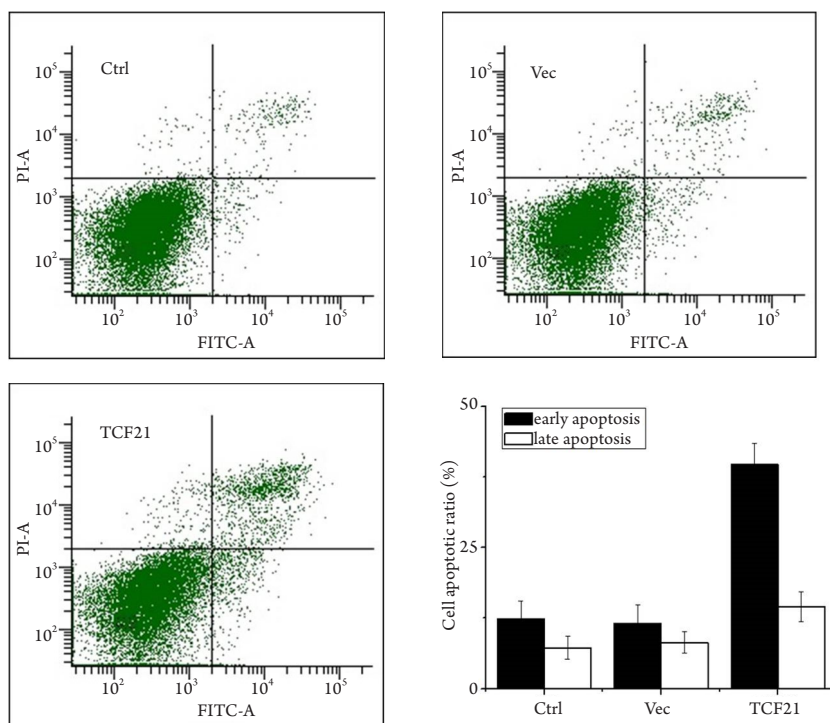 Ctrl
10⁵
10⁴
10³
10²
PI-A
10² 10³ 10⁴ 10⁵
FITC-A
Vec
10⁵
10⁴
10³
10²
PI-A
10² 10³ 10⁴ 10⁵
FITC-A
TCF21
10⁵
10⁴
10³
10²
PI-A
10² 10³ 10⁴ 10⁵
FITC-A
50
25
0
Cell apoptotic ratio (%)
early apoptosis
late apoptosis
Ctrl Vec TCF21